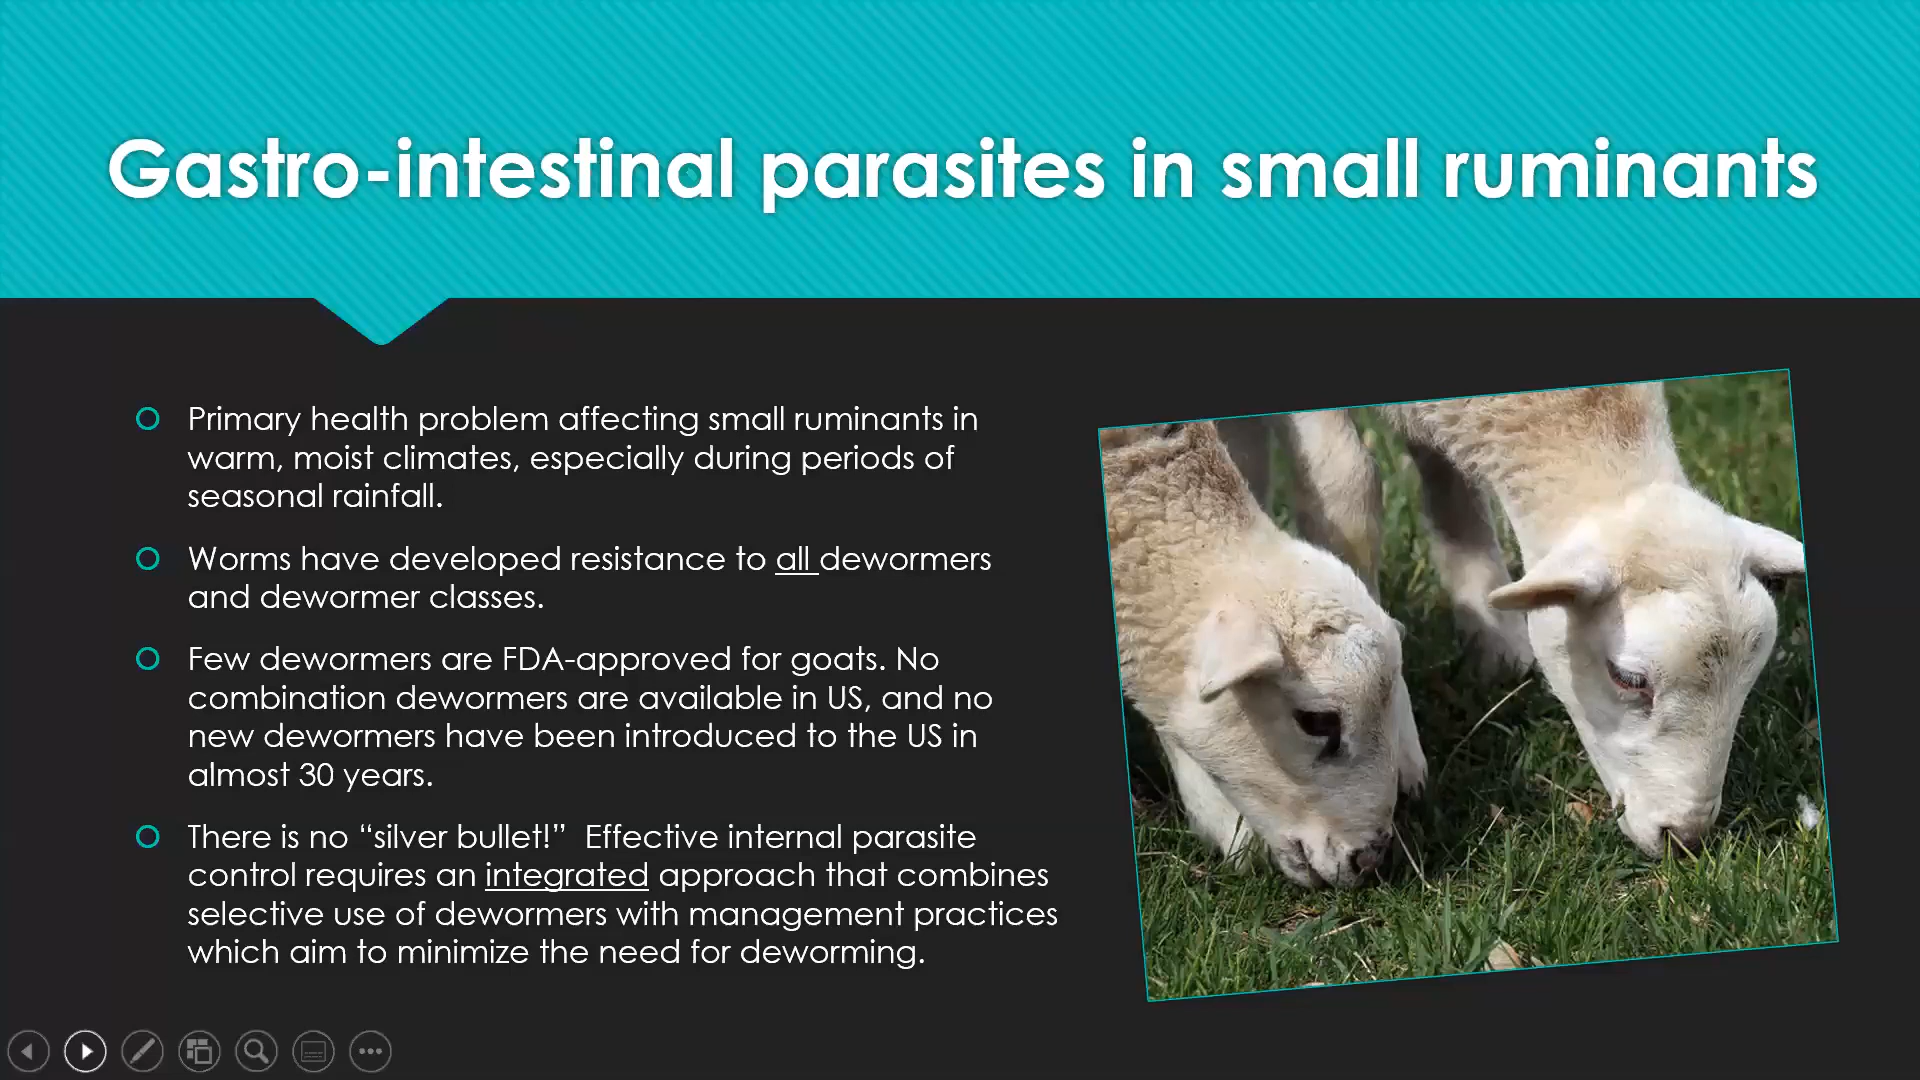 Gastro-intestinal parasites in small ruminants
Primary health problem affecting small ruminants in
warm, moist climates, especially during periods of
seasonal rainfall.
Worms have developed resistance to all dewormers
and dewormer classes.
Few dewormers are FDA-approved for goats. No
combination dewormers are available in US, and no
new dewormers have been introduced to the US in
almost 30 years.
There is no “silver bullet!”  Effective internal parasite
control requires an integrated approach that combines
selective use of dewormers with management practices
which aim to minimize the need for deworming.